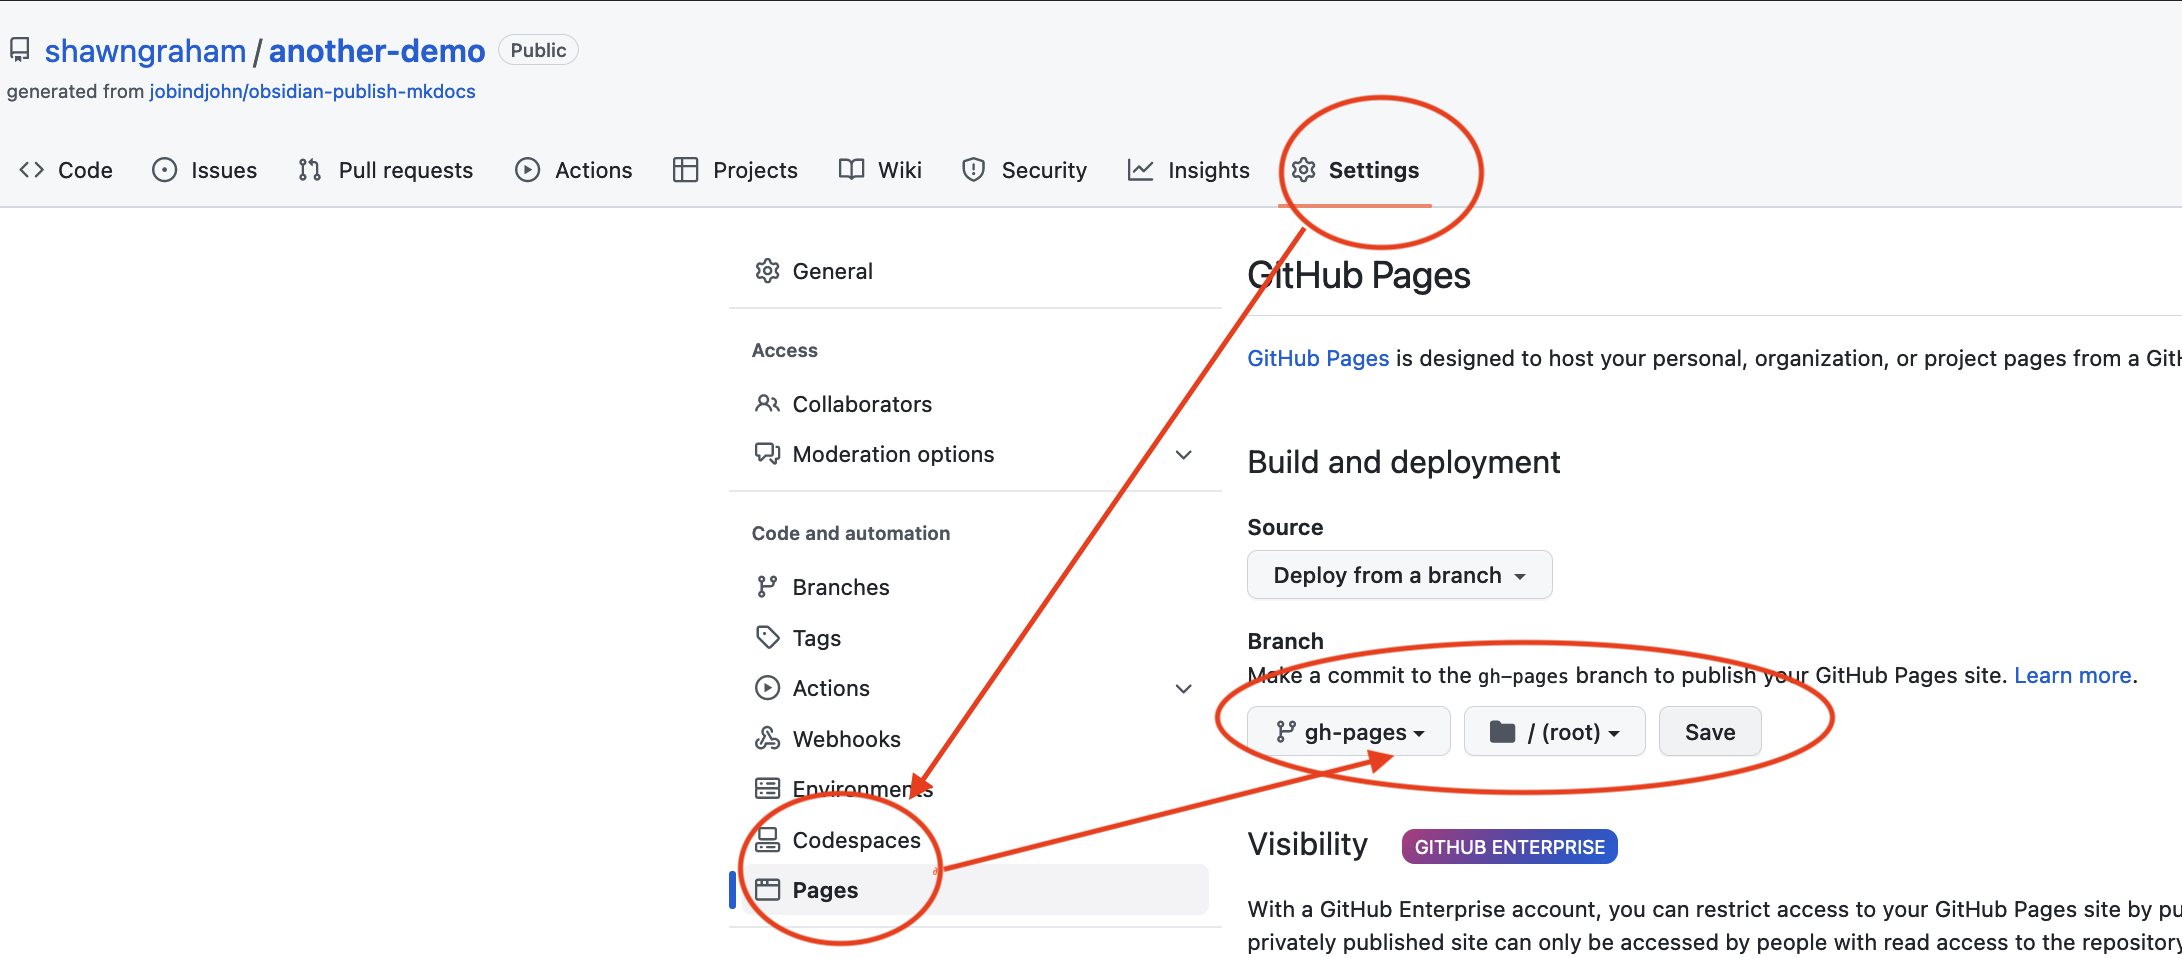 shawngraham / another-demo Public
generated from jobindjohn/obsidian-publish-mkdocs
Code Issues Pull requests Actions Projects Wiki Security Insights Settings
General
Access
Collaborators
Moderation options
Code and automation
Branches
Tags
Actions
Webhooks
Environments
Codespaces
Pages
GitHub Pages
GitHub Pages is designed to host your personal, organization, or project pages from a
Build and deployment
Source
Deploy from a branch
Branch
Make a commit to the gh-pages branch to publish your GitHub Pages site. Learn more.
gh-pages / (root) Save
Visibility GITHUB ENTERPRISE
With a GitHub Enterprise account, you can restrict access to your GitHub Pages site by
privately published site can only be accessed by people with read access to the repository